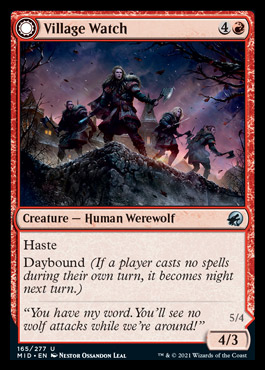 Village Watch 4
Creature — Human Werewolf
Haste
Daybound (If a player casts no spells
during their own turn, it becomes night
next turn.)
“You have my word. You’ll see no
wolf attacks while we’re around!”
5/4
4/3
165/277 U
MID • EN NESTOR OSSANDON LEAL
™ & © 2021 Wizards of the Coast